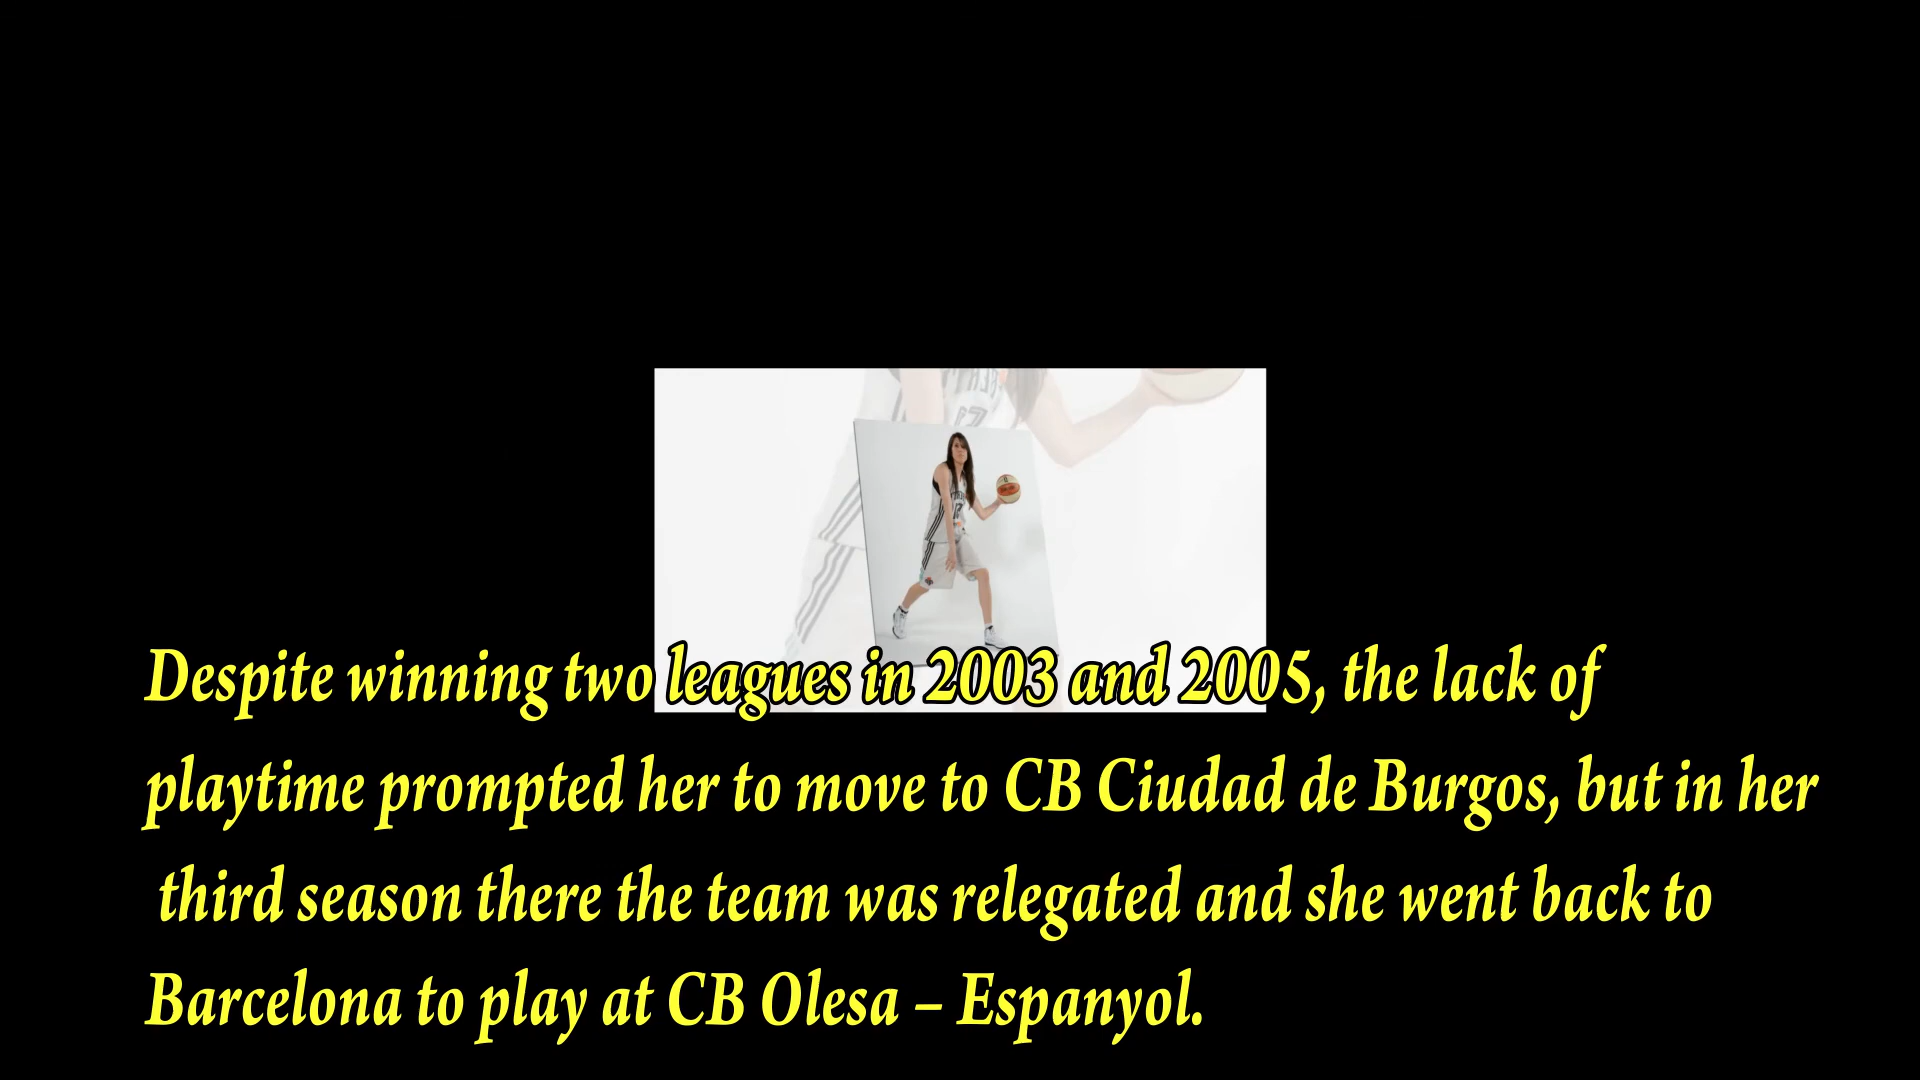 Despite winning two leagues in 2003 and 2005, the lack of
playtime prompted her to move to CB Ciudad de Burgos, but in her
third season there the team was relegated and she went back to
Barcelona to play at CB Olesa – Espanyol.